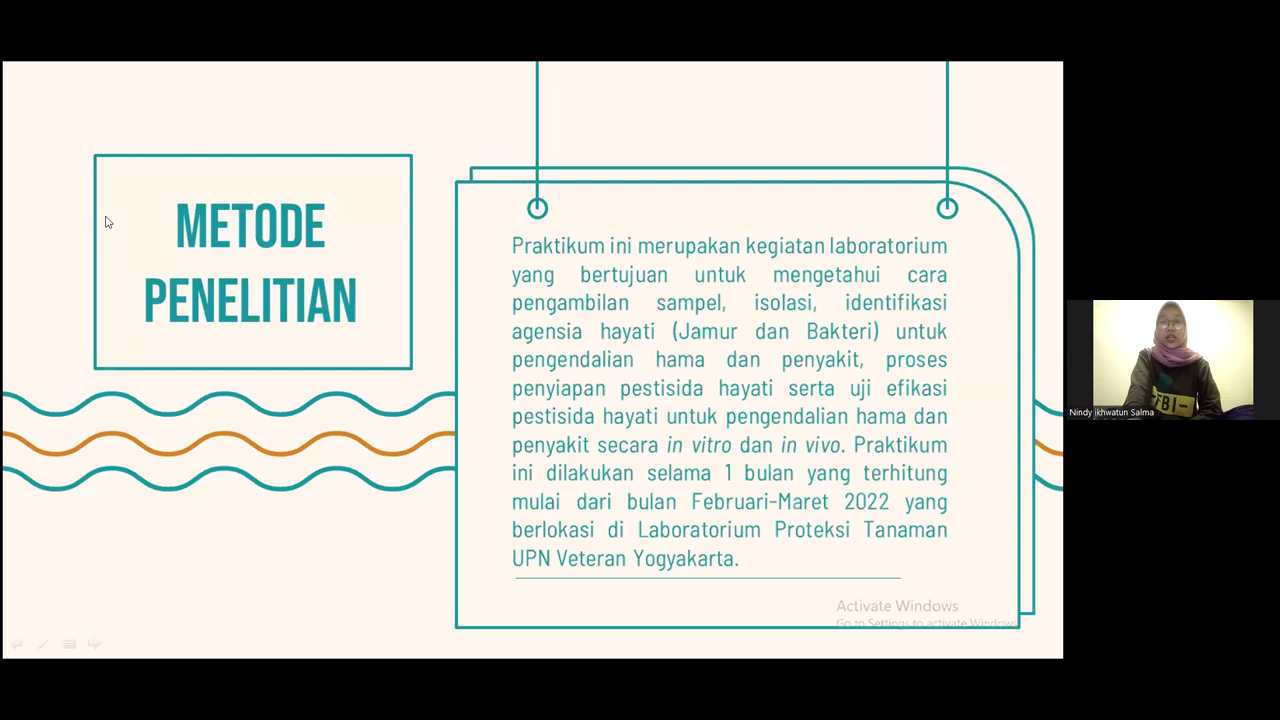 METODE
PENELITIAN
Praktikum ini merupakan kegiatan laboratorium
yang bertujuan untuk mengetahui cara
pengambilan sampel, isolasi, identifikasi
agensia hayati (Jamur dan Bakteri) untuk
pengendalian hama dan penyakit, proses
penyiapan pestisida hayati serta uji efikasi
pestisida hayati untuk pengendalian hama dan
penyakit secara in vitro dan in vivo. Praktikum
ini dilakukan selama 1 bulan yang terhitung
mulai dari bulan Februari-Maret 2022 yang
berlokasi di Laboratorium Proteksi Tanaman
UPN Veteran Yogyakarta.
Activate Windows
Go to Settings to activate Windows.
FBI-
Nindy ikhwatun Salma